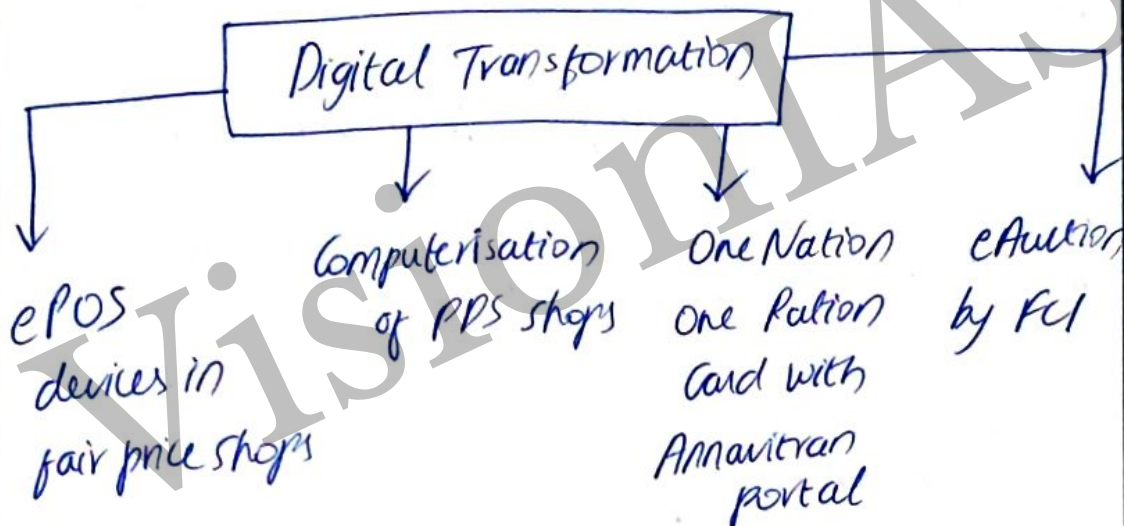 Digital Transformation
ePOS
devices in
fair price shops
Computerisation
of PDS shops
One Nation
One Ration
Card with
Annavitran
portal
eAuction
by FCI
VisionIAS